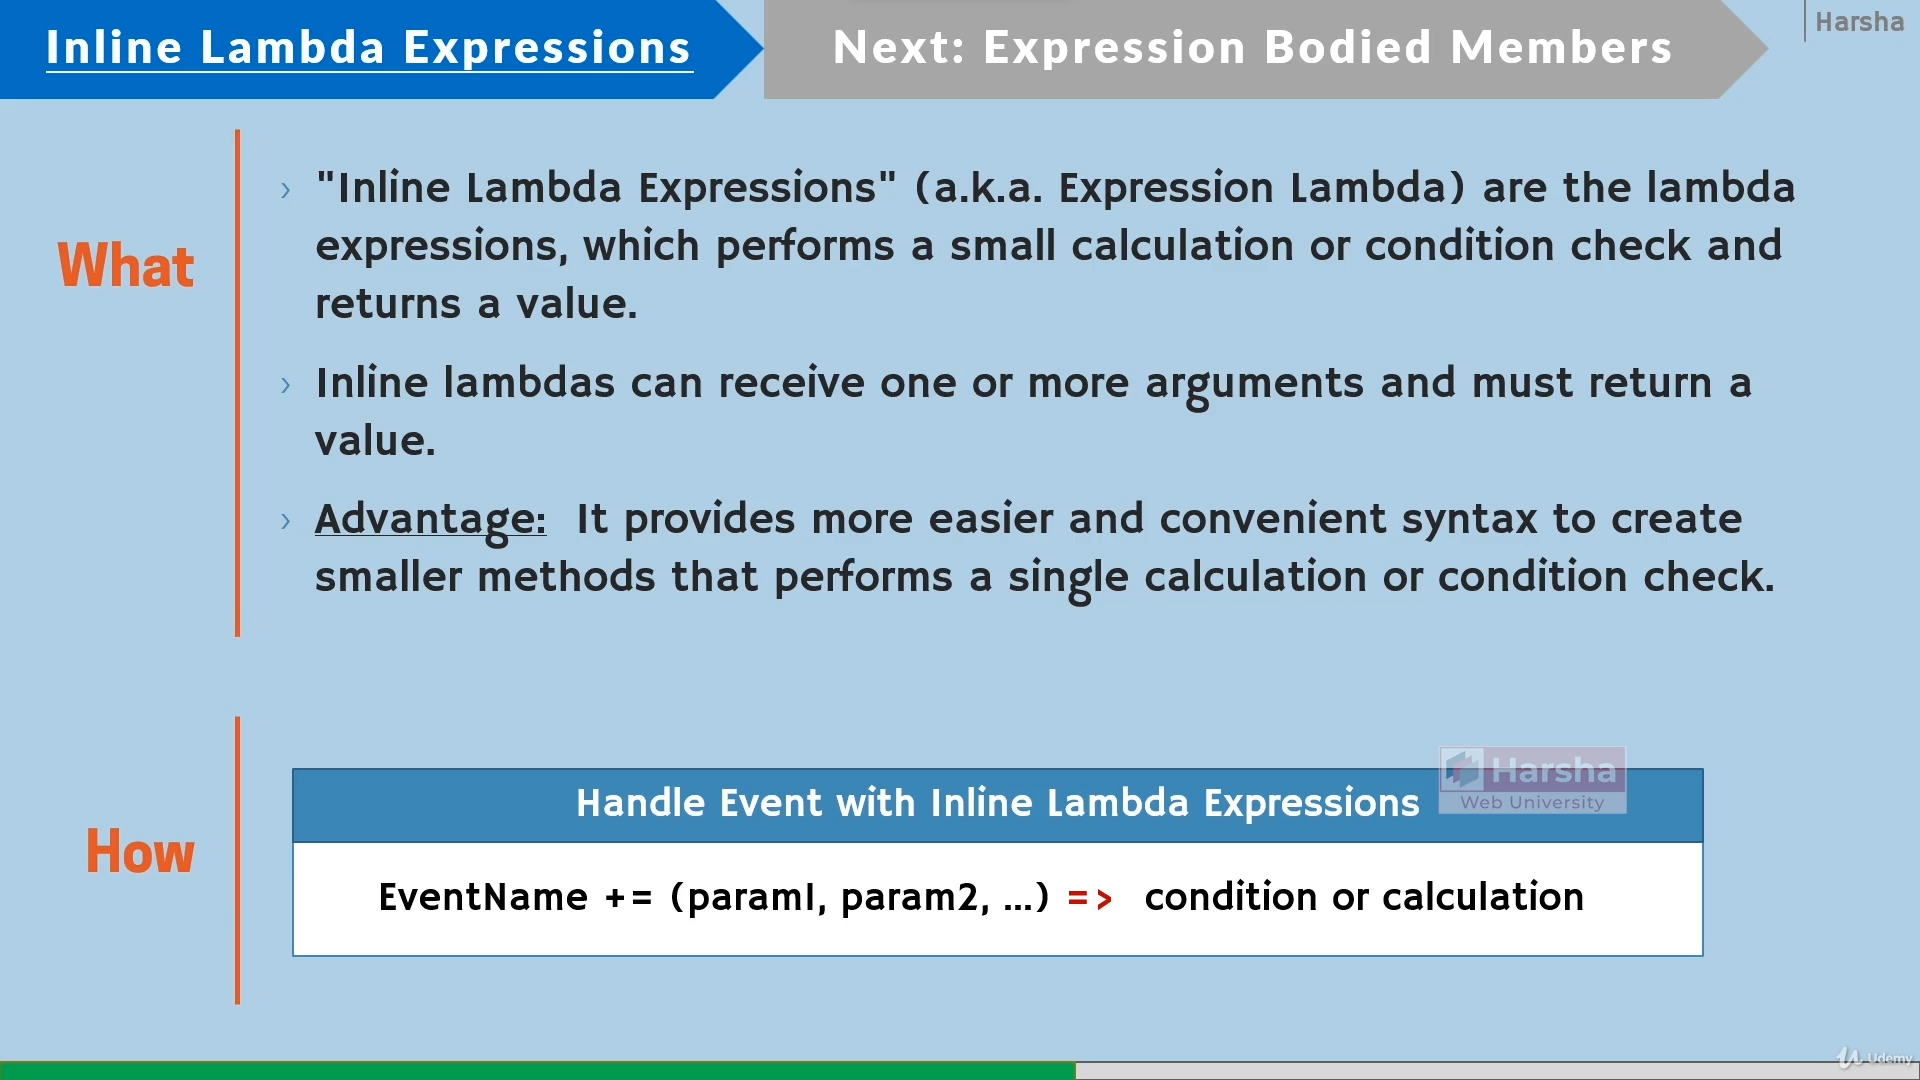 Inline Lambda Expressions
Next: Expression Bodied Members
Harsha
What
› "Inline Lambda Expressions" (a.k.a. Expression Lambda) are the lambda
expressions, which performs a small calculation or condition check and
returns a value.
› Inline lambdas can receive one or more arguments and must return a
value.
› Advantage: It provides more easier and convenient syntax to create
smaller methods that performs a single calculation or condition check.
How
Handle Event with Inline Lambda Expressions
Harsha
Web University
EventName += (param1, param2, ...) => condition or calculation
Udemy